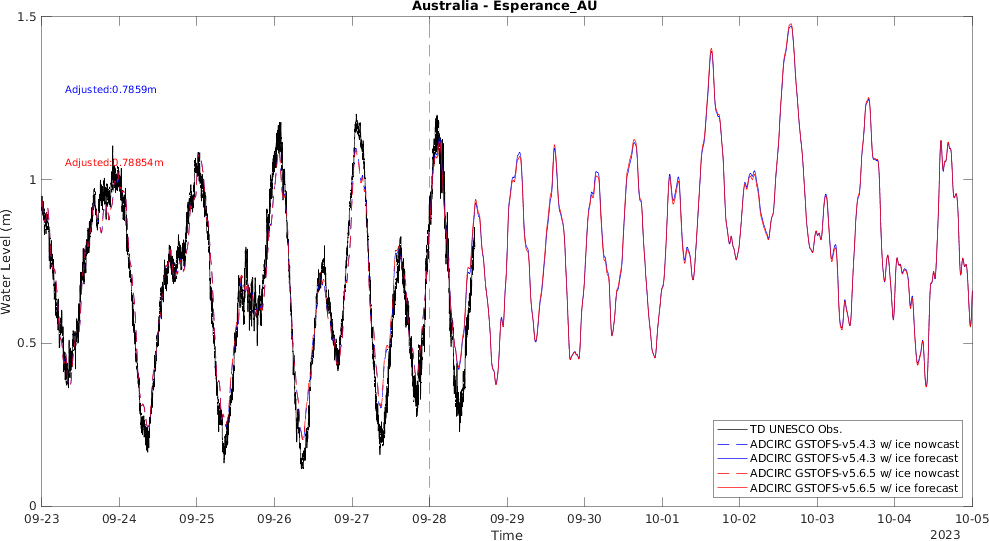 Australia - Esperance_AU
1.5
Adjusted:0.7859m
Adjusted:0.78854m
1
Water Level (m)
0.5
0
TD UNESCO Obs.
ADCIRC GSTOFS-v5.4.3 w/ ice nowcast
ADCIRC GSTOFS-v5.4.3 w/ ice forecast
ADCIRC GSTOFS-v5.6.5 w/ ice nowcast
ADCIRC GSTOFS-v5.6.5 w/ ice forecast
09-23 09-24 09-25 09-26 09-27 09-28 09-29 09-30 10-01 10-02 10-03 10-04 10-05
Time
2023